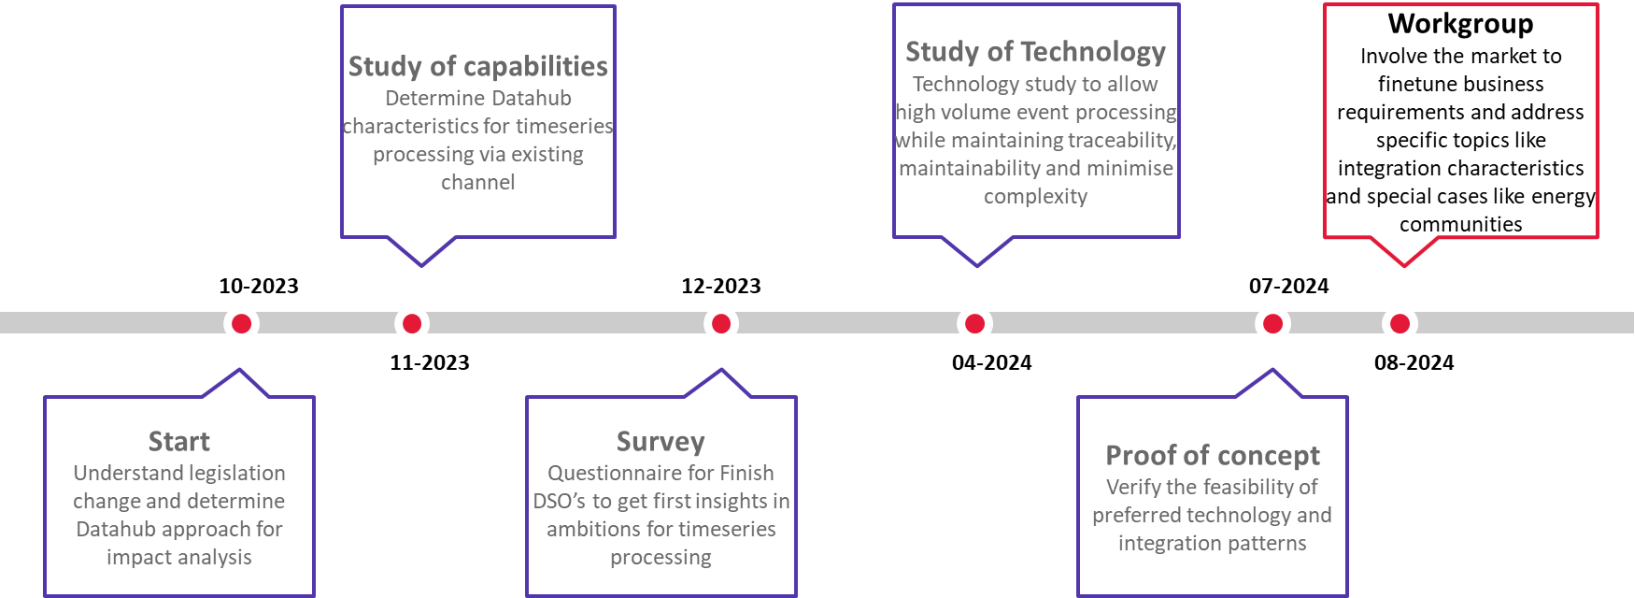 Study of capabilities
Determine Datahub
characteristics for timeseries
processing via existing
channel
Study of Technology
Technology study to allow
high volume event processing
while maintaining traceability,
maintainability and minimise
complexity
Workgroup
Involve the market to
finetune business
requirements and address
specific topics like
integration characteristics
and special cases like energy
communities
10-2023
12-2023
07-2024
11-2023
04-2024
08-2024
Start
Understand legislation
change and determine
Datahub approach for
impact analysis
Survey
Questionnaire for Finish
DSO’s to get first insights in
ambitions for timeseries
processing
Proof of concept
Verify the feasibility of
preferred technology and
integration patterns